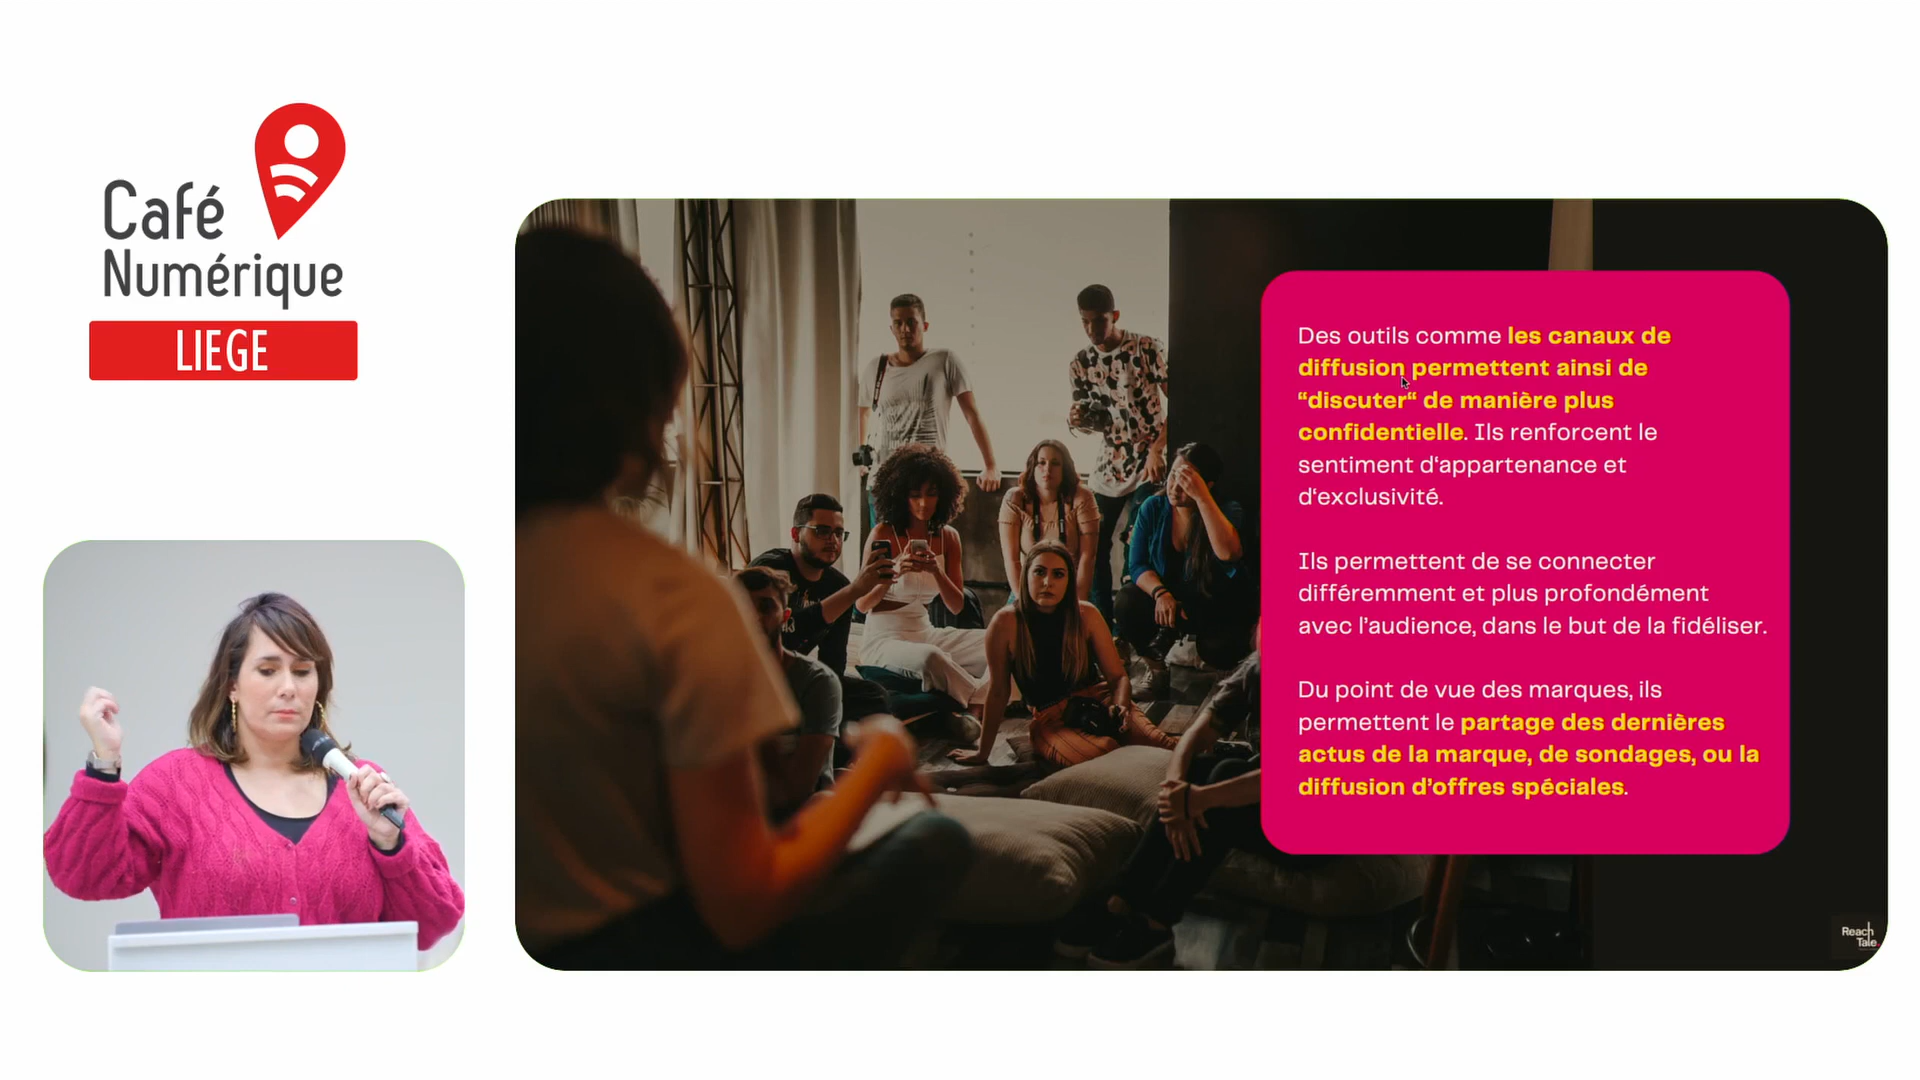 Café
Numérique
LIEGE
Des outils comme les canaux de
diffusion permettent ainsi de
“discuter“ de manière plus
confidentielle. Ils renforcent le
sentiment d‘appartenance et
d‘exclusivité.
Ils permettent de se connecter
différemment et plus profondément
avec l’audience, dans le but de la fidéliser.
Du point de vue des marques, ils
permettent le partage des dernières
actus de la marque, de sondages, ou la
diffusion d’offres spéciales.
Reach
Tale.